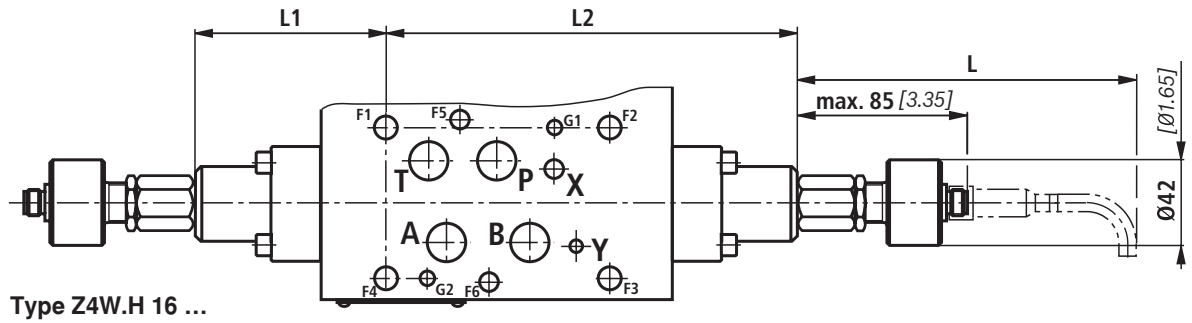 L1
L2
L
max. 85 [3.35]
[Ø1.65]
Ø42
F1
F5
G1
F2
T
P
X
A
B
Y
F4
G2
F6
F3
Type Z4W.H 16 ...